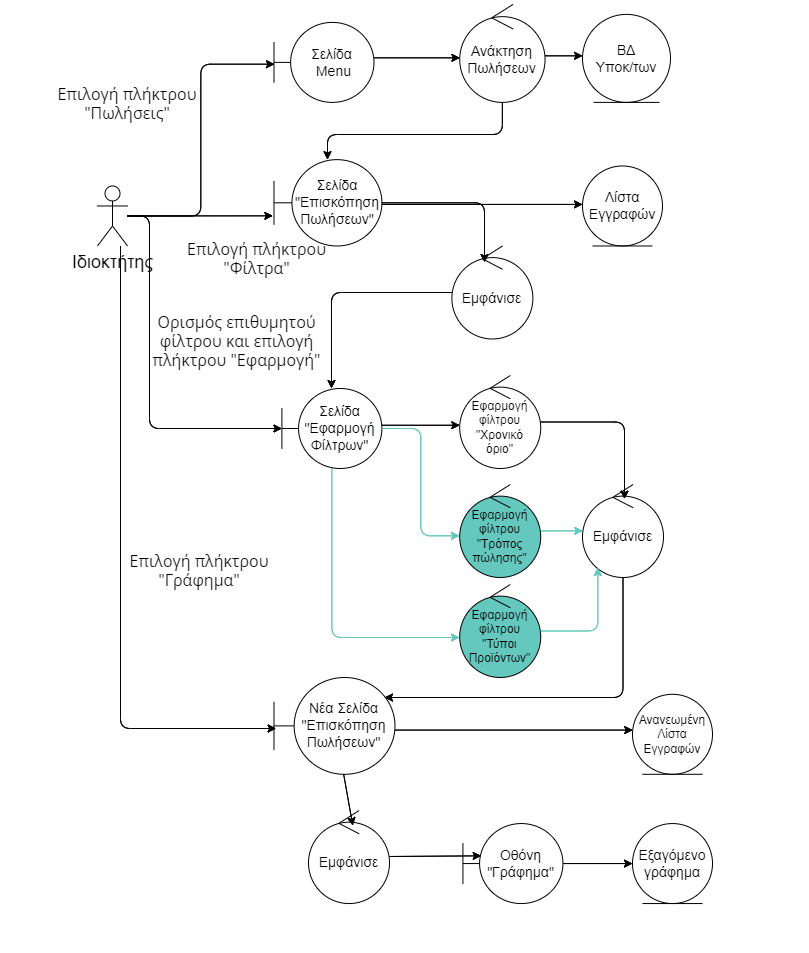 Σελίδα
Menu
Ανάκτηση
Πωλήσεων
ΒΔ
Υποκ/των
Επιλογή πλήκτρου
"Πωλήσεις"
Σελίδα
"Επισκόπηση
Πωλήσεων"
Λίστα
Εγγραφών
Ιδιοκτήτης
Επιλογή πλήκτρου
"Φίλτρα"
Εμφάνισε
Ορισμός επιθυμητού
φίλτρου και επιλογή
πλήκτρου "Εφαρμογή"
Σελίδα
"Εφαρμογή
Φίλτρων"
Εφαρμογή
φίλτρου
"Χρονικό
όριο"
Εφαρμογή
φίλτρου
"Τρόπος
πώλησης"
Εμφάνισε
Επιλογή πλήκτρου
"Γράφημα"
Εφαρμογή
φίλτρου
"Τύποι
Προϊόντων"
Νέα Σελίδα
"Επισκόπηση
Πωλήσεων"
Ανανεωμένη
Λίστα
Εγγραφών
Εμφάνισε
Οθόνη
"Γράφημα"
Εξαγόμενο
γράφημα